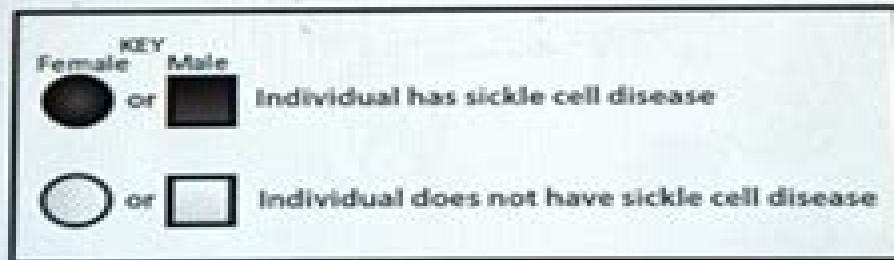 KEY
Female Male
or Individual has sickle cell disease
or Individual does not have sickle cell disease